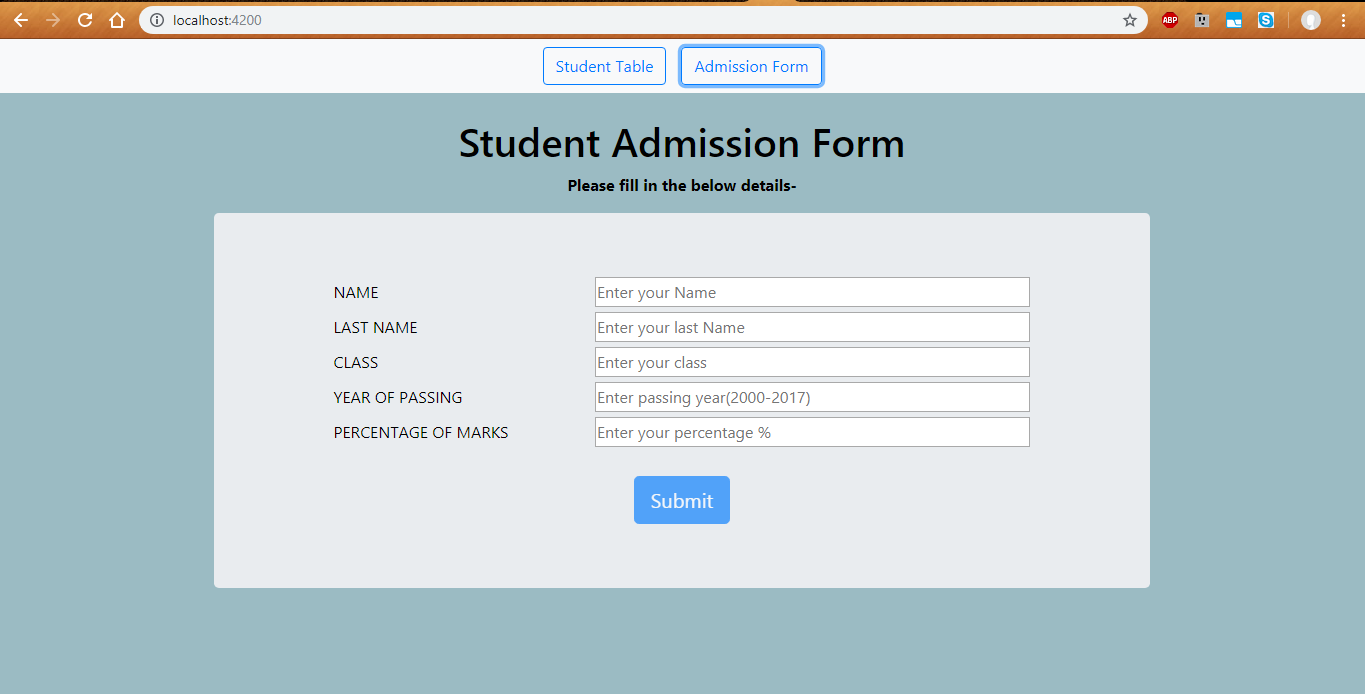 localhost:4200
ABP
S
Student Table Admission Form
Student Admission Form
Please fill in the below details-
NAME Enter your Name
LAST NAME Enter your last Name
CLASS Enter your class
YEAR OF PASSING Enter passing year(2000-2017)
PERCENTAGE OF MARKS Enter your percentage %
Submit